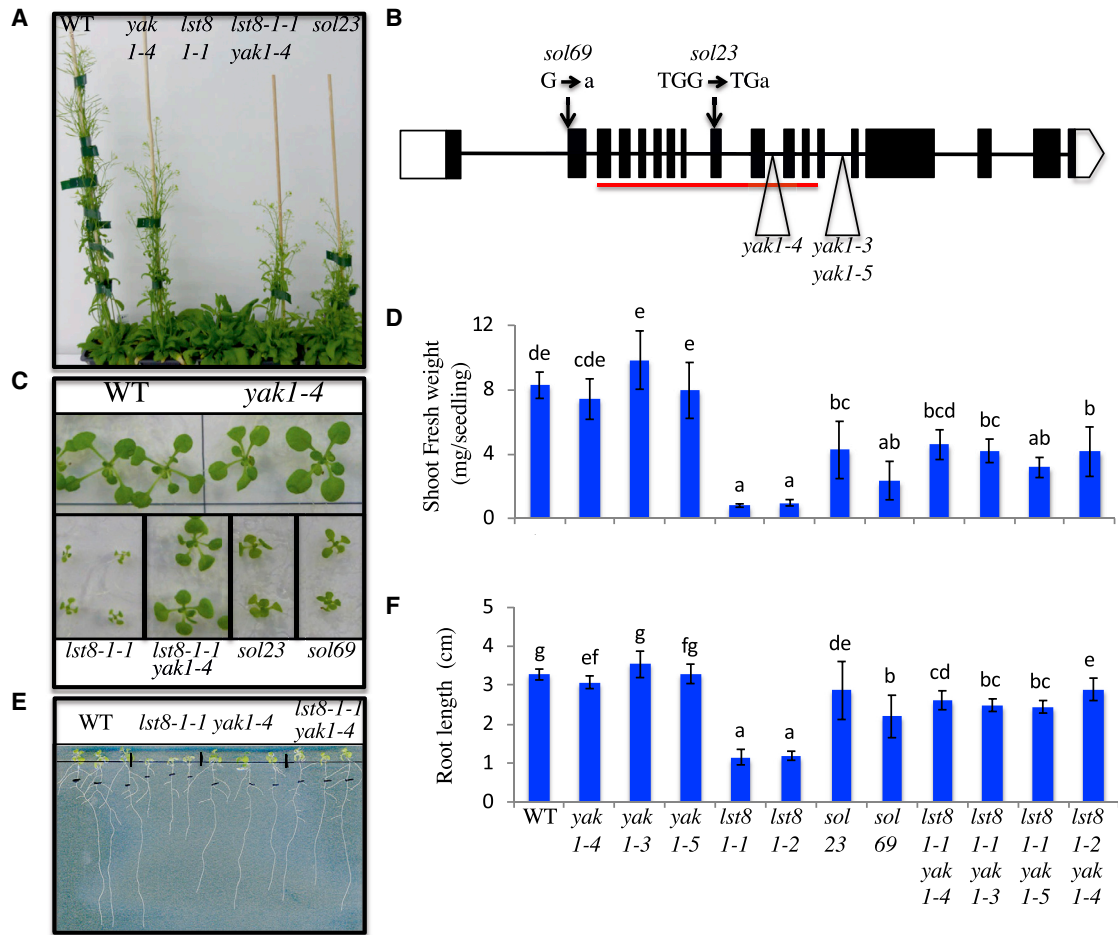 A
WT yak lst8 lst8-1-1 sol23
1-4 1-1 yak1-4
B
sol69 sol23
G a TGG TGa
yak1-4 yak1-3
yak1-5
C
WT yak1-4
lst8-1-1 lst8-1-1 sol23 sol69
yak1-4
D
Shoot Fresh weight
(mg/seedling)
12
8
4
0
de cde e e a a bc ab bcd bc ab b
E
WT lst8-1-1 yak1-4 lst8-1-1
yak1-4
F
Root length (cm)
5
4
3
2
1
0
g ef g fg a a de b cd bc bc e
WT yak yak yak lst8 lst8 sol sol lst8 lst8 lst8 lst8
1-4 1-3 1-5 1-1 1-2 23 69 1-1 1-1 1-1 1-2
yak yak yak yak
1-4 1-3 1-5 1-4